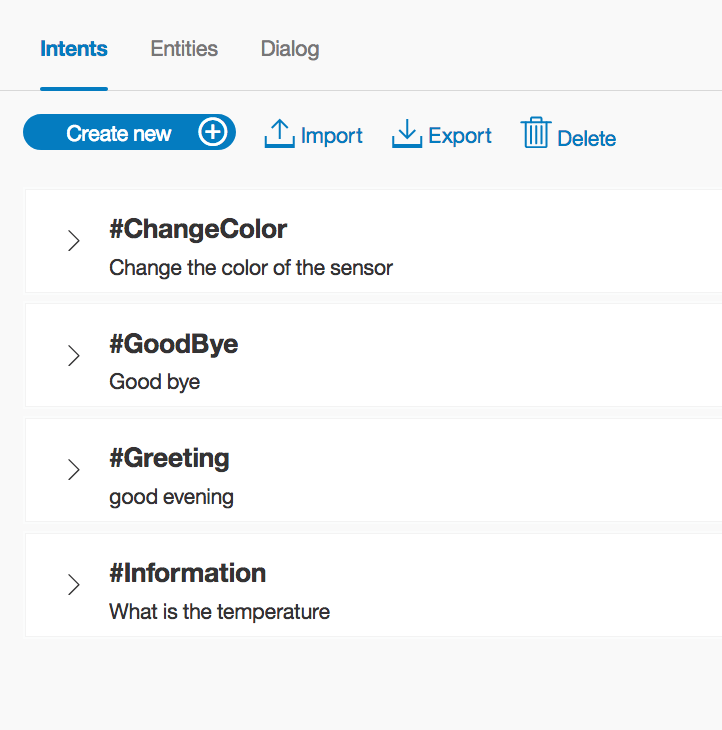 Intents Entities Dialog
Create new Import Export Delete
#ChangeColor
Change the color of the sensor
#GoodBye
Good bye
#Greeting
good evening
#Information
What is the temperature